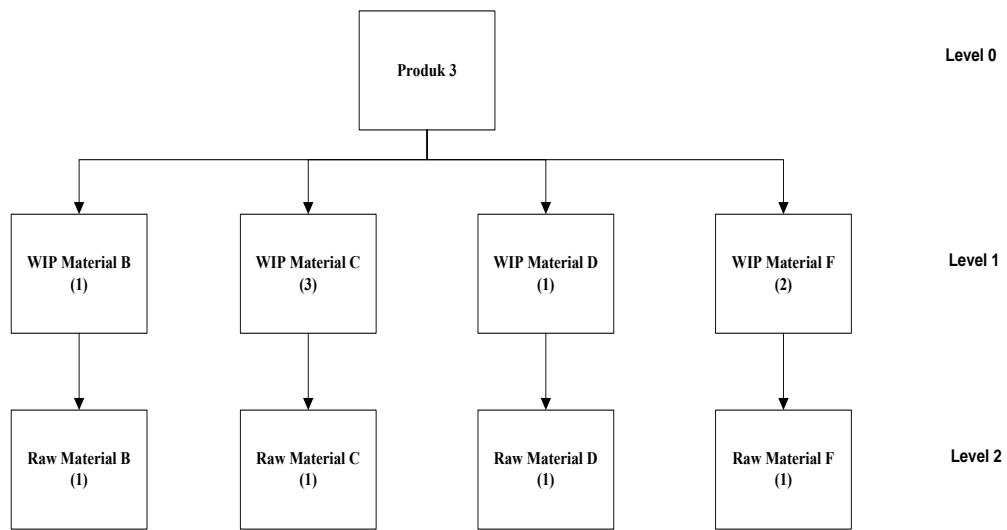 Produk 3
Level 0
WIP Material B
(1)
WIP Material C
(3)
WIP Material D
(1)
WIP Material F
(2)
Level 1
Raw Material B
(1)
Raw Material C
(1)
Raw Material D
(1)
Raw Material F
(1)
Level 2